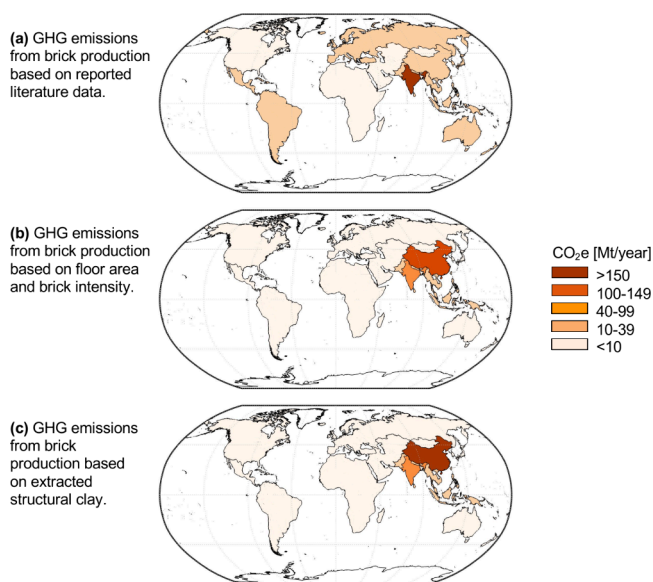 (a) GHG emissions
from brick production
based on reported
literature data.
(b) GHG emissions
from brick production
based on floor area
and brick intensity.
CO₂e [Mt/year]
>150
100-149
40-99
10-39
<10
(c) GHG emissions
from brick
production based
on extracted
structural clay.